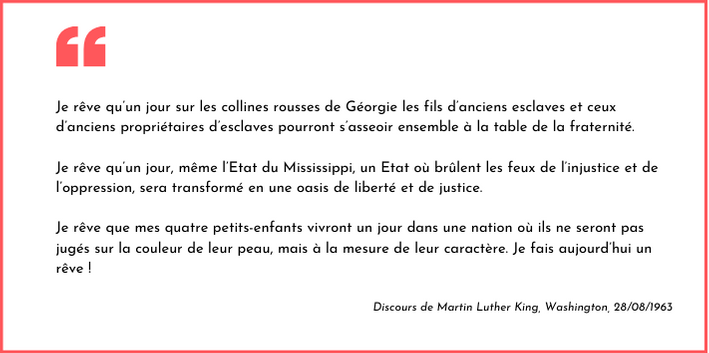 Je rêve qu'un jour sur les collines rousses de Géorgie les fils d'anciens esclaves et ceux
d'anciens propriétaires d'esclaves pourront s'asseoir ensemble à la table de la fraternité.
Je rêve qu'un jour, même l'Etat du Mississippi, un Etat où brûlent les feux de l'injustice et de
l'oppression, sera transformé en une oasis de liberté et de justice.
Je rêve que mes quatre petits-enfants vivront un jour dans une nation où ils ne seront pas
jugés sur la couleur de leur peau, mais à la mesure de leur caractère. Je fais aujourd'hui un
rêve !
Discours de Martin Luther King, Washington, 28/08/1963